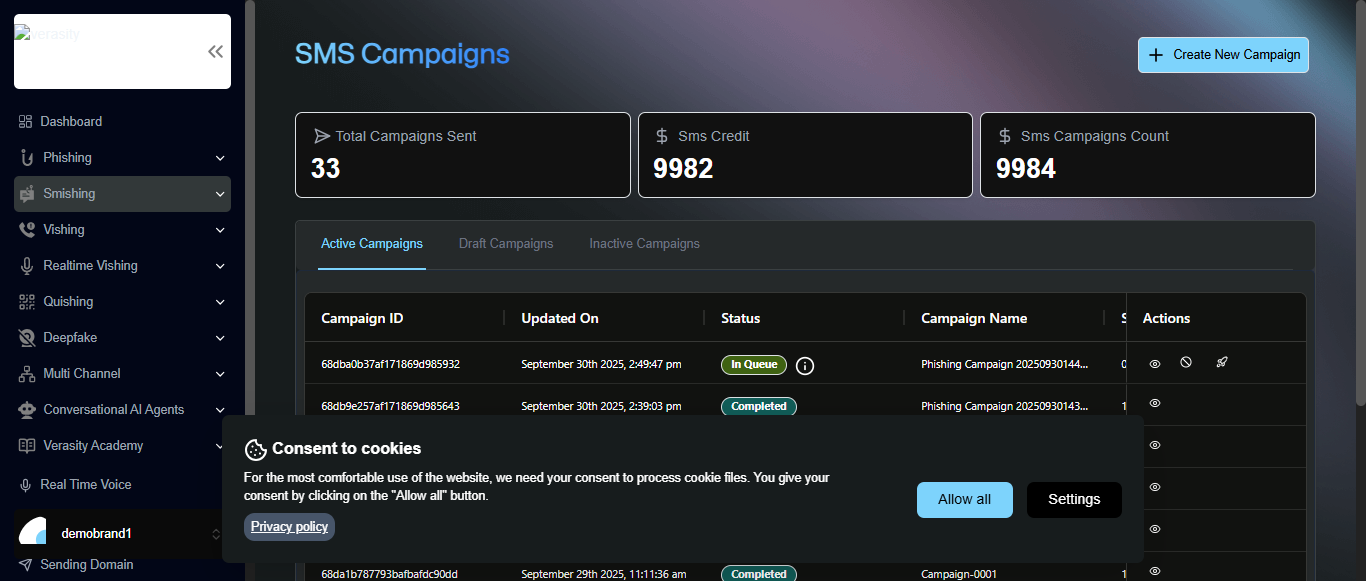 verasity
Dashboard
Phishing
Smishing
Vishing
Realtime Vishing
Quishing
Deepfake
Multi Channel
Conversational AI Agents
Verasity Academy
Real Time Voice
demobrand1
Sending Domain
SMS Campaigns
Create New Campaign
Total Campaigns Sent
33
Sms Credit
9982
Sms Campaigns Count
9984
Active Campaigns Draft Campaigns Inactive Campaigns
Campaign ID Updated On Status Campaign Name Actions
68dba0b37af171869d985932 September 30th 2025, 2:49:47 pm In Queue Phishing Campaign 20250930144...
68db9e257af171869d985643 September 30th 2025, 2:39:03 pm Completed Phishing Campaign 20250930143...
Consent to cookies
For the most comfortable use of the website, we need your consent to process cookie files. You give your
consent by clicking on the "Allow all" button.
Privacy policy
Allow all
Settings
68da1b787793bafbafdc90dd September 29th 2025, 11:11:36 am Completed Campaign-0001